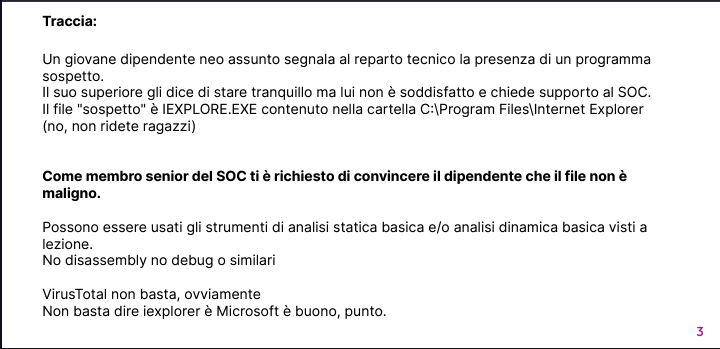 Traccia:
Un giovane dipendente neo assunto segnala al reparto tecnico la presenza di un programma
sospetto.
Il suo superiore gli dice di stare tranquillo ma lui non è soddisfatto e chiede supporto al SOC.
Il file "sospetto" è IEXPLORE.EXE contenuto nella cartella C:\Program Files\Internet Explorer
(no, non ridete ragazzi)
Come membro senior del SOC ti è richiesto di convincere il dipendente che il file non è
maligno.
Possono essere usati gli strumenti di analisi statica basica e/o analisi dinamica basica visti a
lezione.
No disassembly no debug o similari
VirusTotal non basta, ovviamente
Non basta dire iexplorer è Microsoft è buono, punto.
3